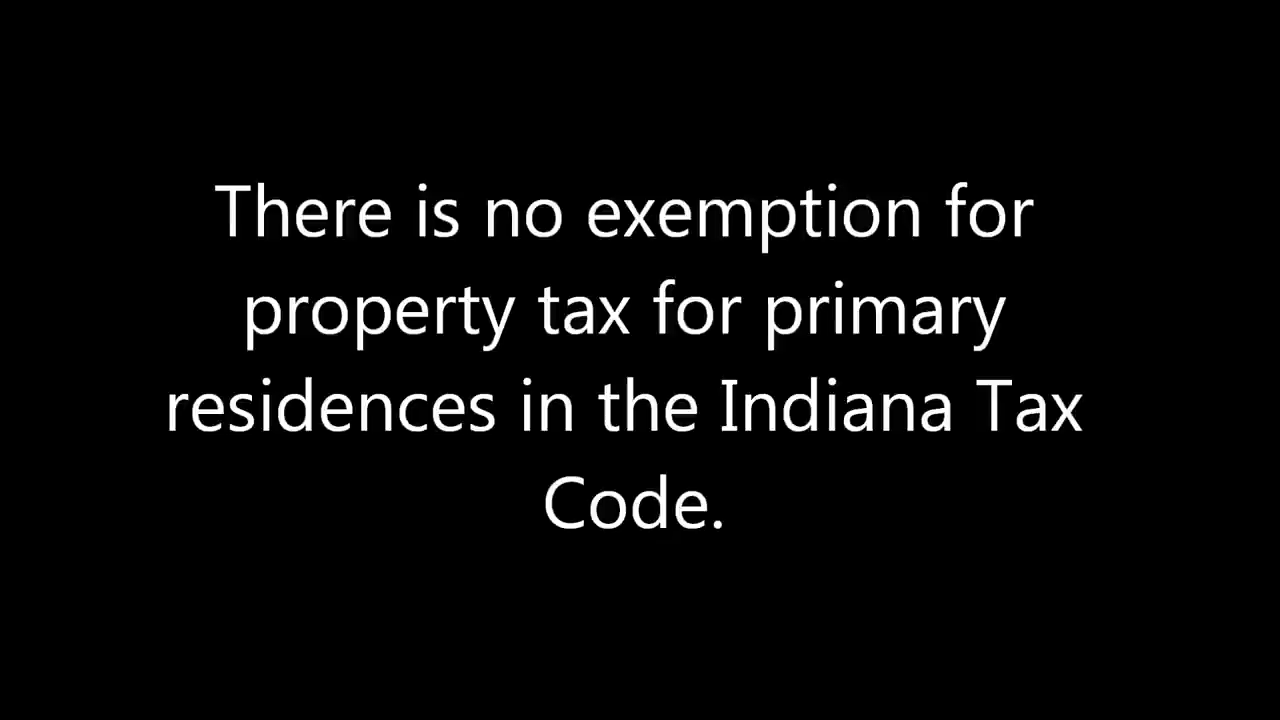 There is no exemption for
property tax for primary
residences in the Indiana Tax
Code.